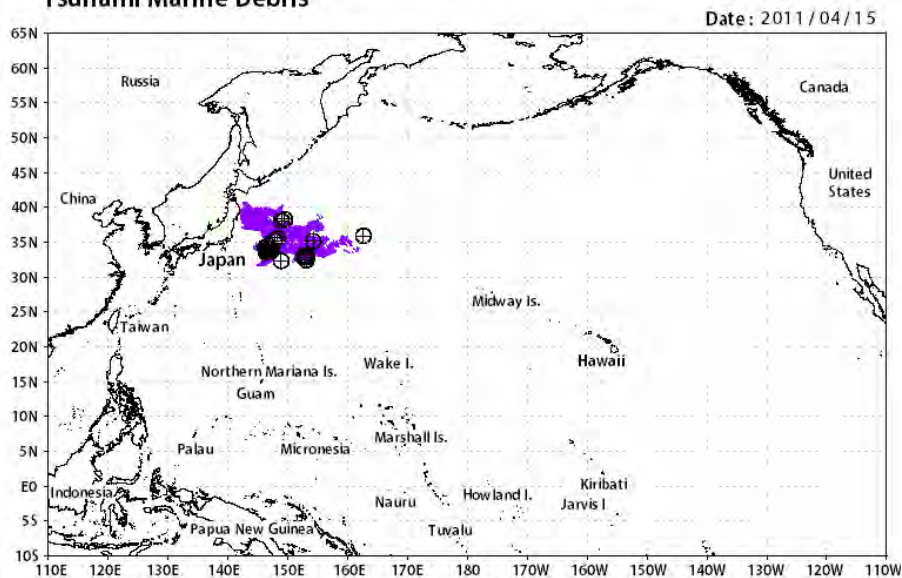 Tsunami Marine Debris
Date : 2011 / 04 / 15
65N
60N
Russia
Canada
55N
50N
United
States
45N
China
40N
35N
Japan
30N
Midway Is.
25N
Taiwan
Hawaii
20N
Wake I.
Northern Mariana Is.
15N
Guam
10N
Marshall Is.
5N
Palau
Micronesia
Kiribati
E0
Indonesia
Howland I.
Jarvis I
Nauru
5S
Papua New Guinea
Tuvalu
10S
110E 120E 130E 140E 150E 160E 170E 180 170W 160W 150W 140W 130W 120W 110W